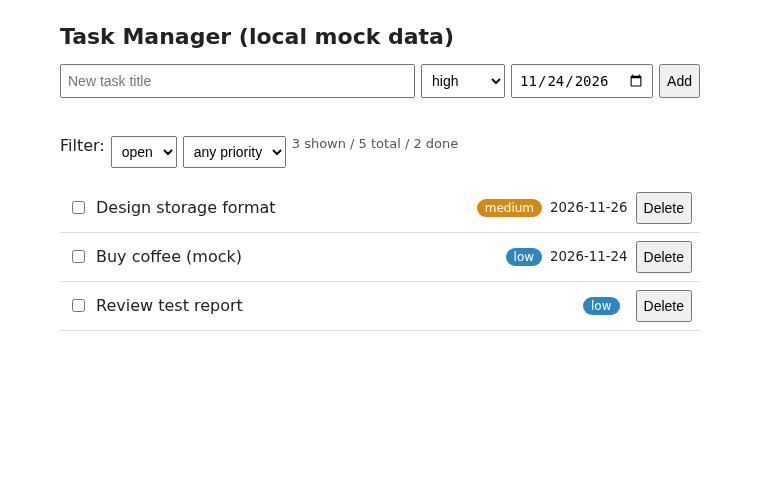 Task Manager (local mock data)
New task title high 11/24/2026 Add
Filter: open any priority 3 shown / 5 total / 2 done
Design storage format medium 2026-11-26 Delete
Buy coffee (mock) low 2026-11-24 Delete
Review test report low Delete